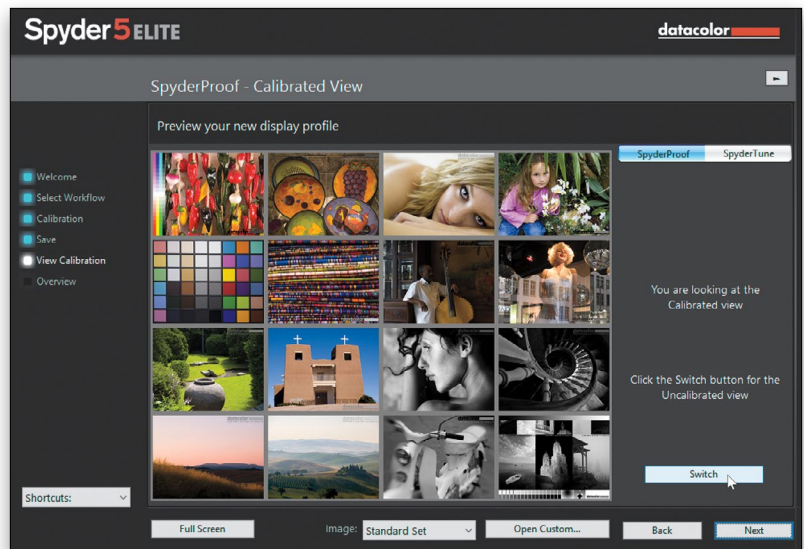 Spyder5ELITE
datacolor
SpyderProof - Calibrated View
Preview your new display profile
SpyderProof SpyderTune
Welcome
Select Workflow
Calibration
Save
View Calibration
Overview
You are looking at the
Calibrated view
Click the Switch button for the
Uncalibrated view
Switch
Shortcuts:
Full Screen
Image: Standard Set
Open Custom...
Back
Next